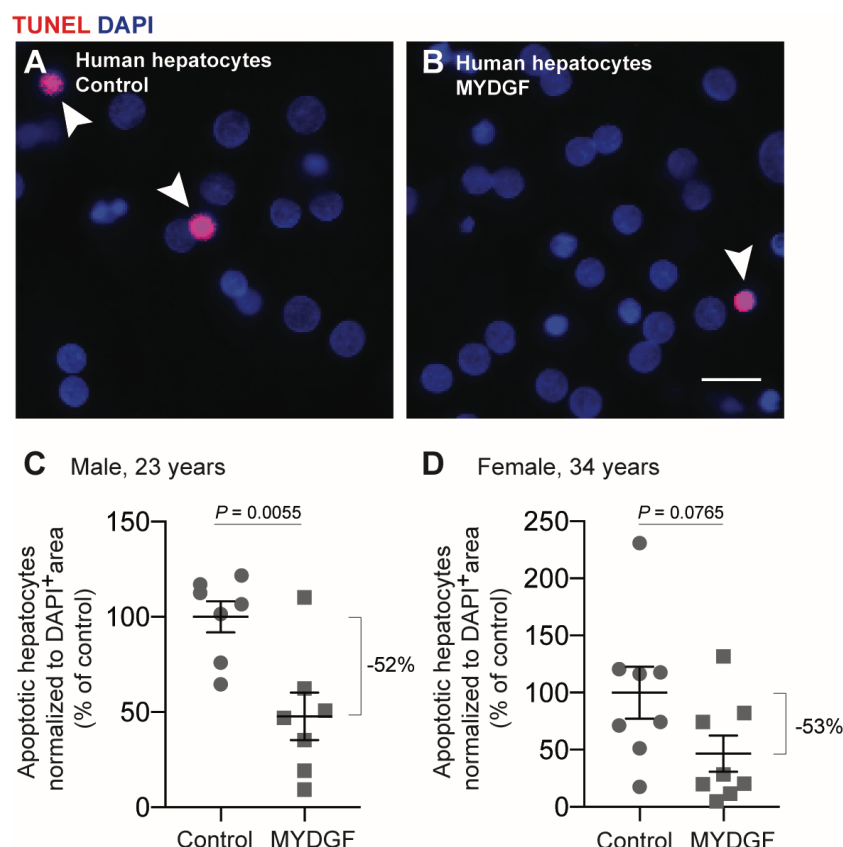 TUNEL DAPI
A Human hepatocytes
Control
B Human hepatocytes
MYDGF
C Male, 23 years
Apoptotic hepatocytes
normalized to DAPI+area
(% of control)
150
100
50
0
P = 0.0055
-52%
Control MYDGF
D Female, 34 years
Apoptotic hepatocytes
normalized to DAPI+area
(% of control)
250
200
150
100
50
0
P = 0.0765
-53%
Control MYDGF